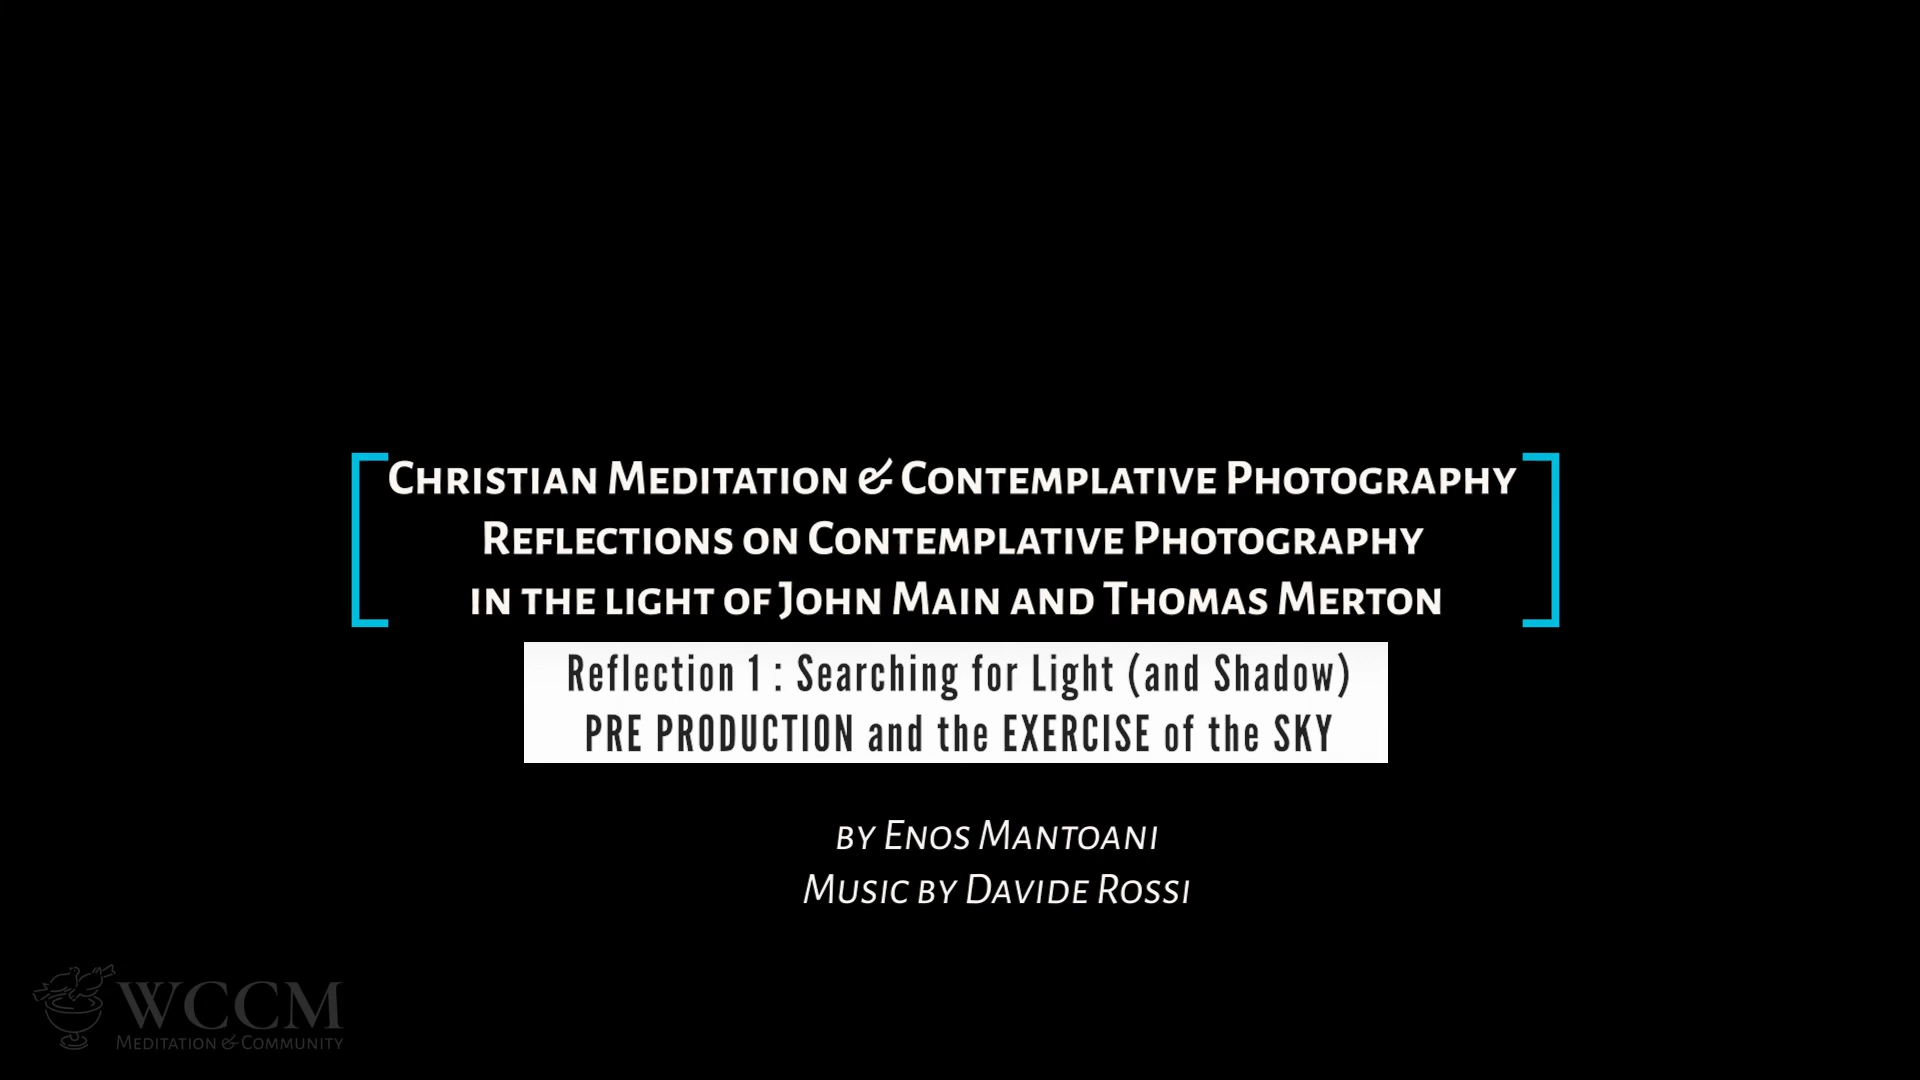 Christian Meditation & Contemplative Photography
Reflections on Contemplative Photography
in the light of John Main and Thomas Merton
Reflection 1 : Searching for Light (and Shadow)
PRE PRODUCTION and the EXERCISE of the SKY
by Enos Mantoani
Music by Davide Rossi
WCCM
Meditation & Community